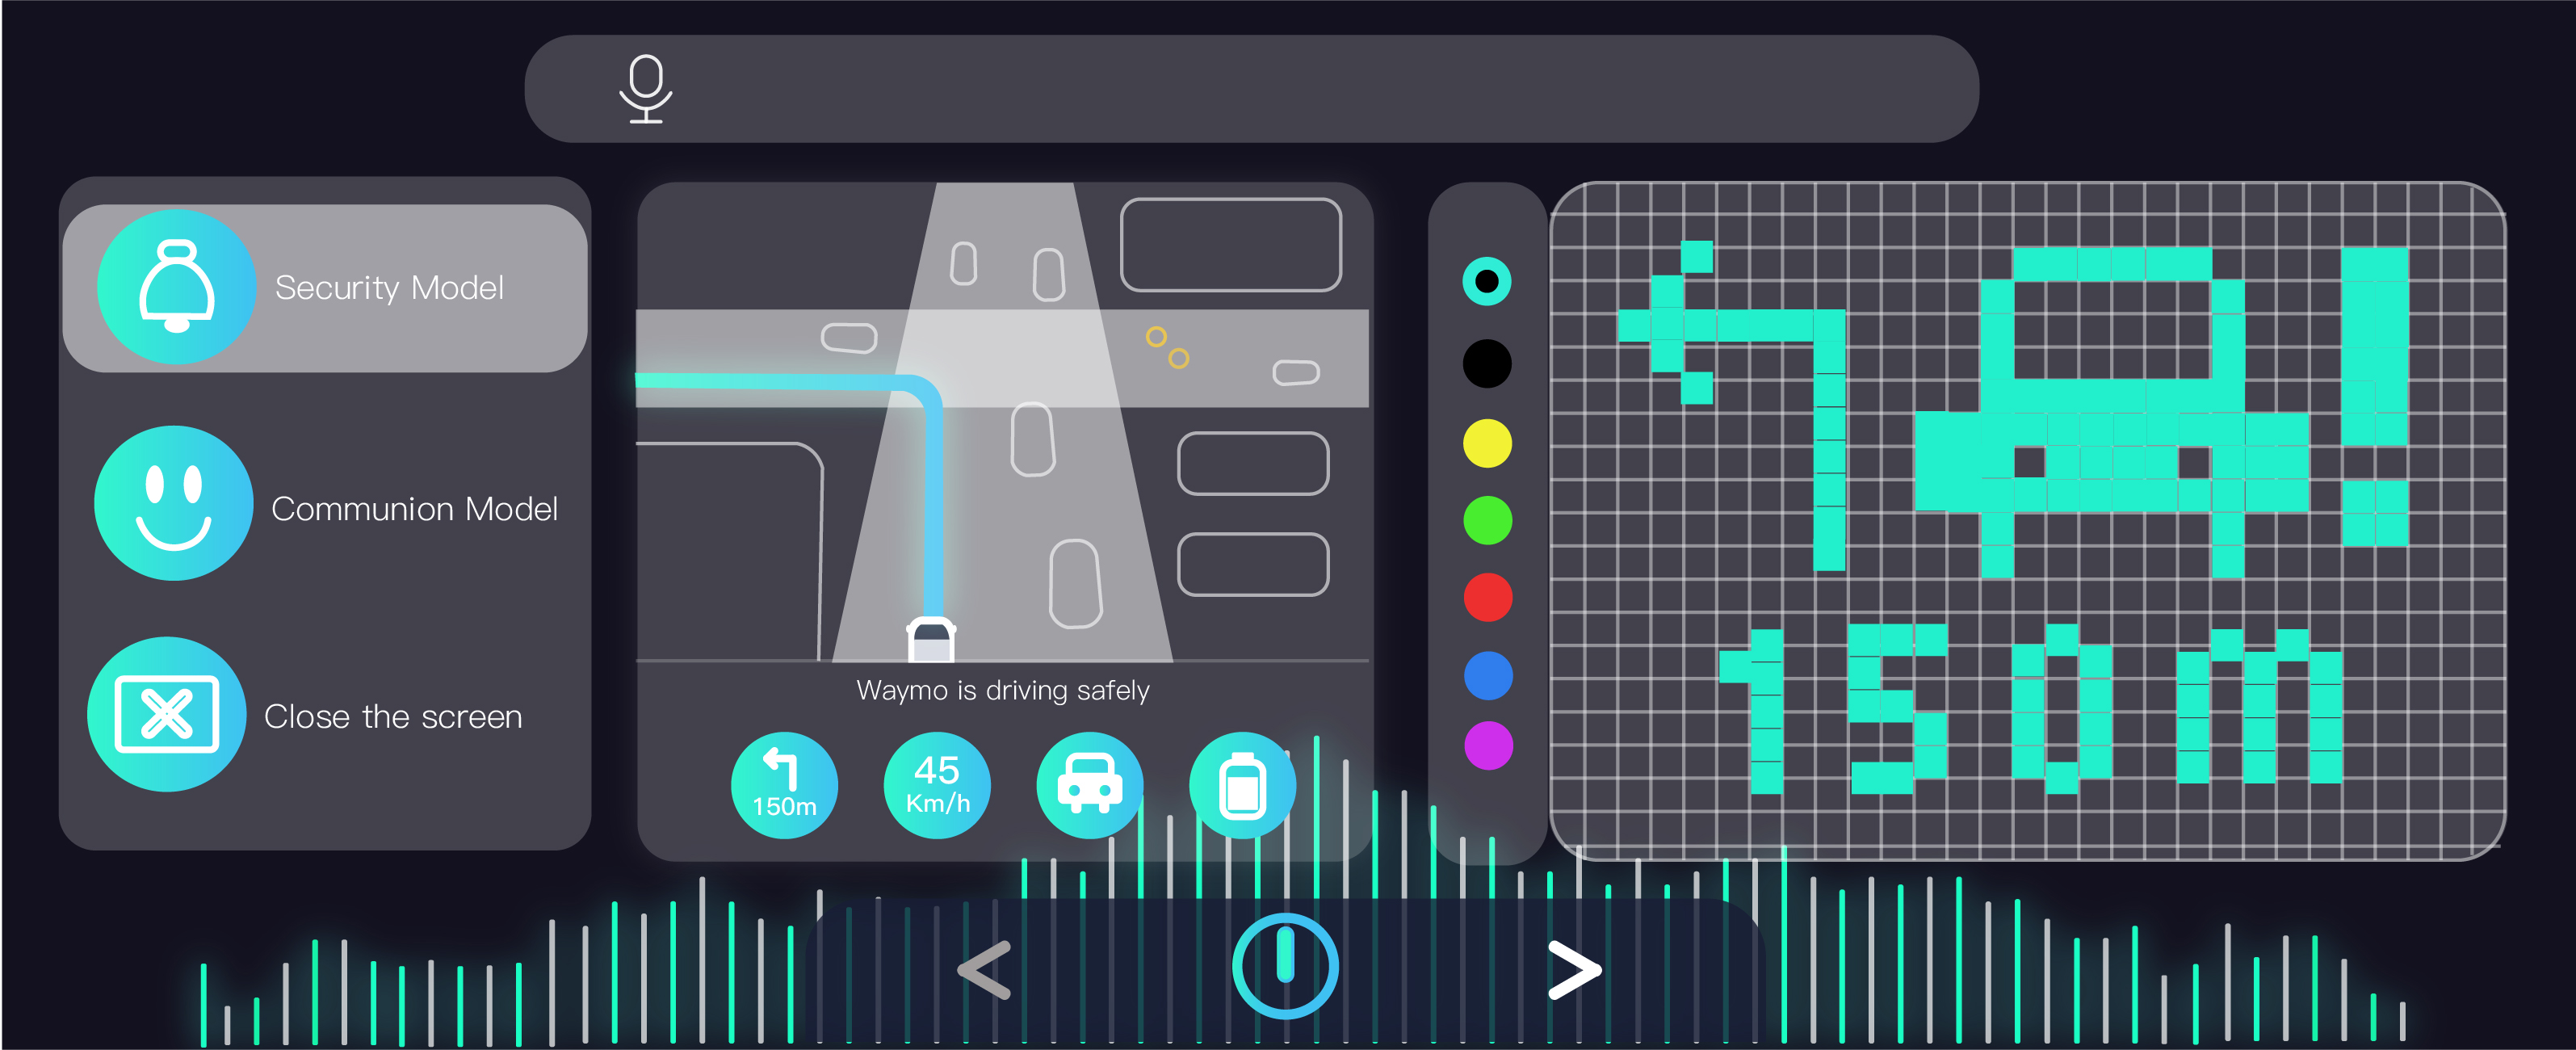 Security Model
Communion Model
Close the screen
Waymo is driving safely
150m
45
Km/h
!
150m